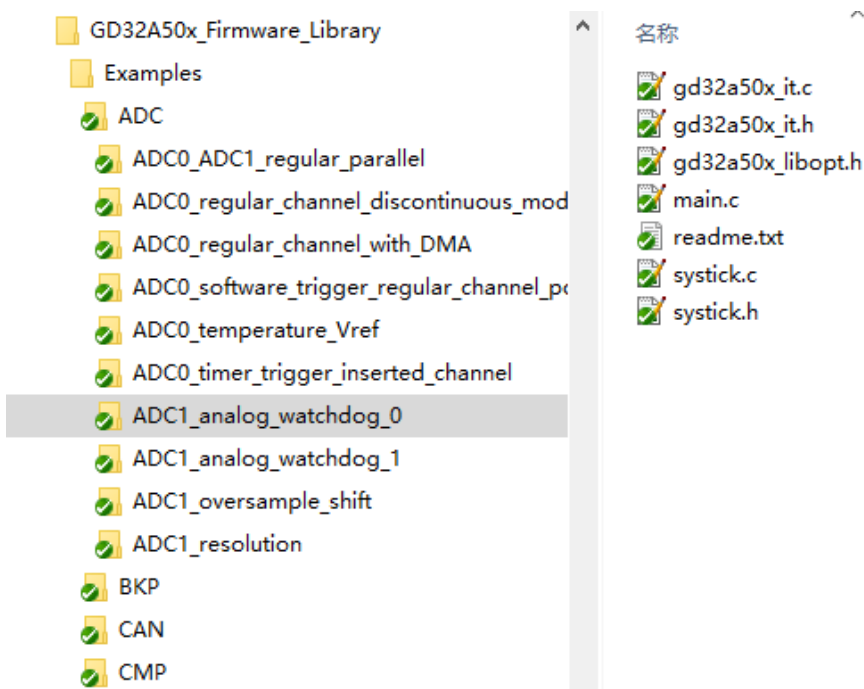 GD32A50x_Firmware_Library
Examples
ADC
ADC0_ADC1_regular_parallel
ADC0_regular_channel_discontinuous_mod
ADC0_regular_channel_with_DMA
ADC0_software_trigger_regular_channel_po
ADC0_temperature_Vref
ADC0_timer_trigger_inserted_channel
ADC1_analog_watchdog_0
ADC1_analog_watchdog_1
ADC1_oversample_shift
ADC1_resolution
BKP
CAN
CMP
名称
gd32a50x_it.c
gd32a50x_it.h
gd32a50x_libopt.h
main.c
readme.txt
systick.c
systick.h